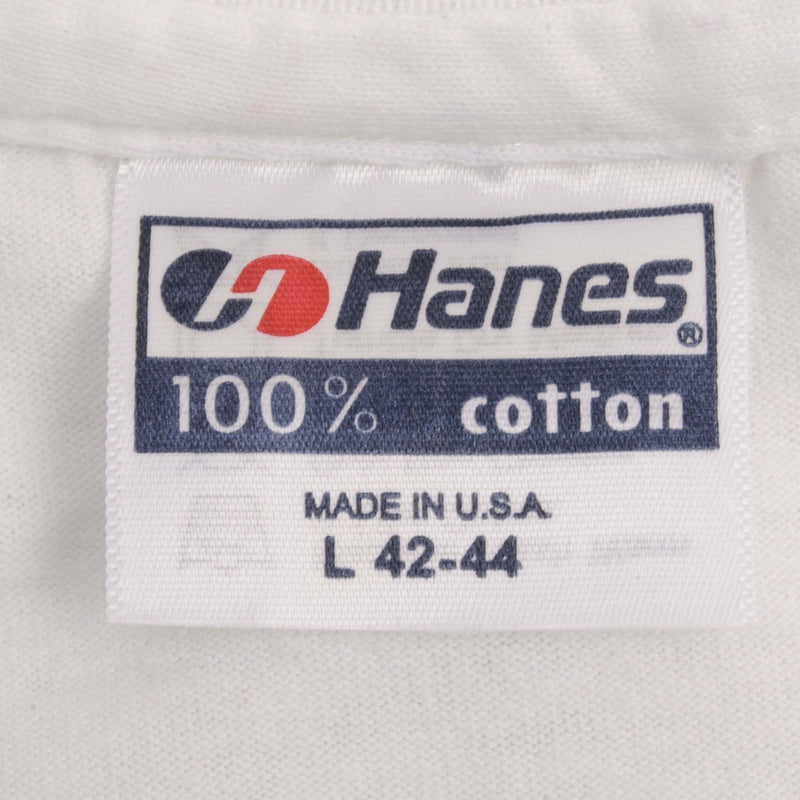 Hanes®
100% cotton
MADE IN U.S.A.
L 42-44